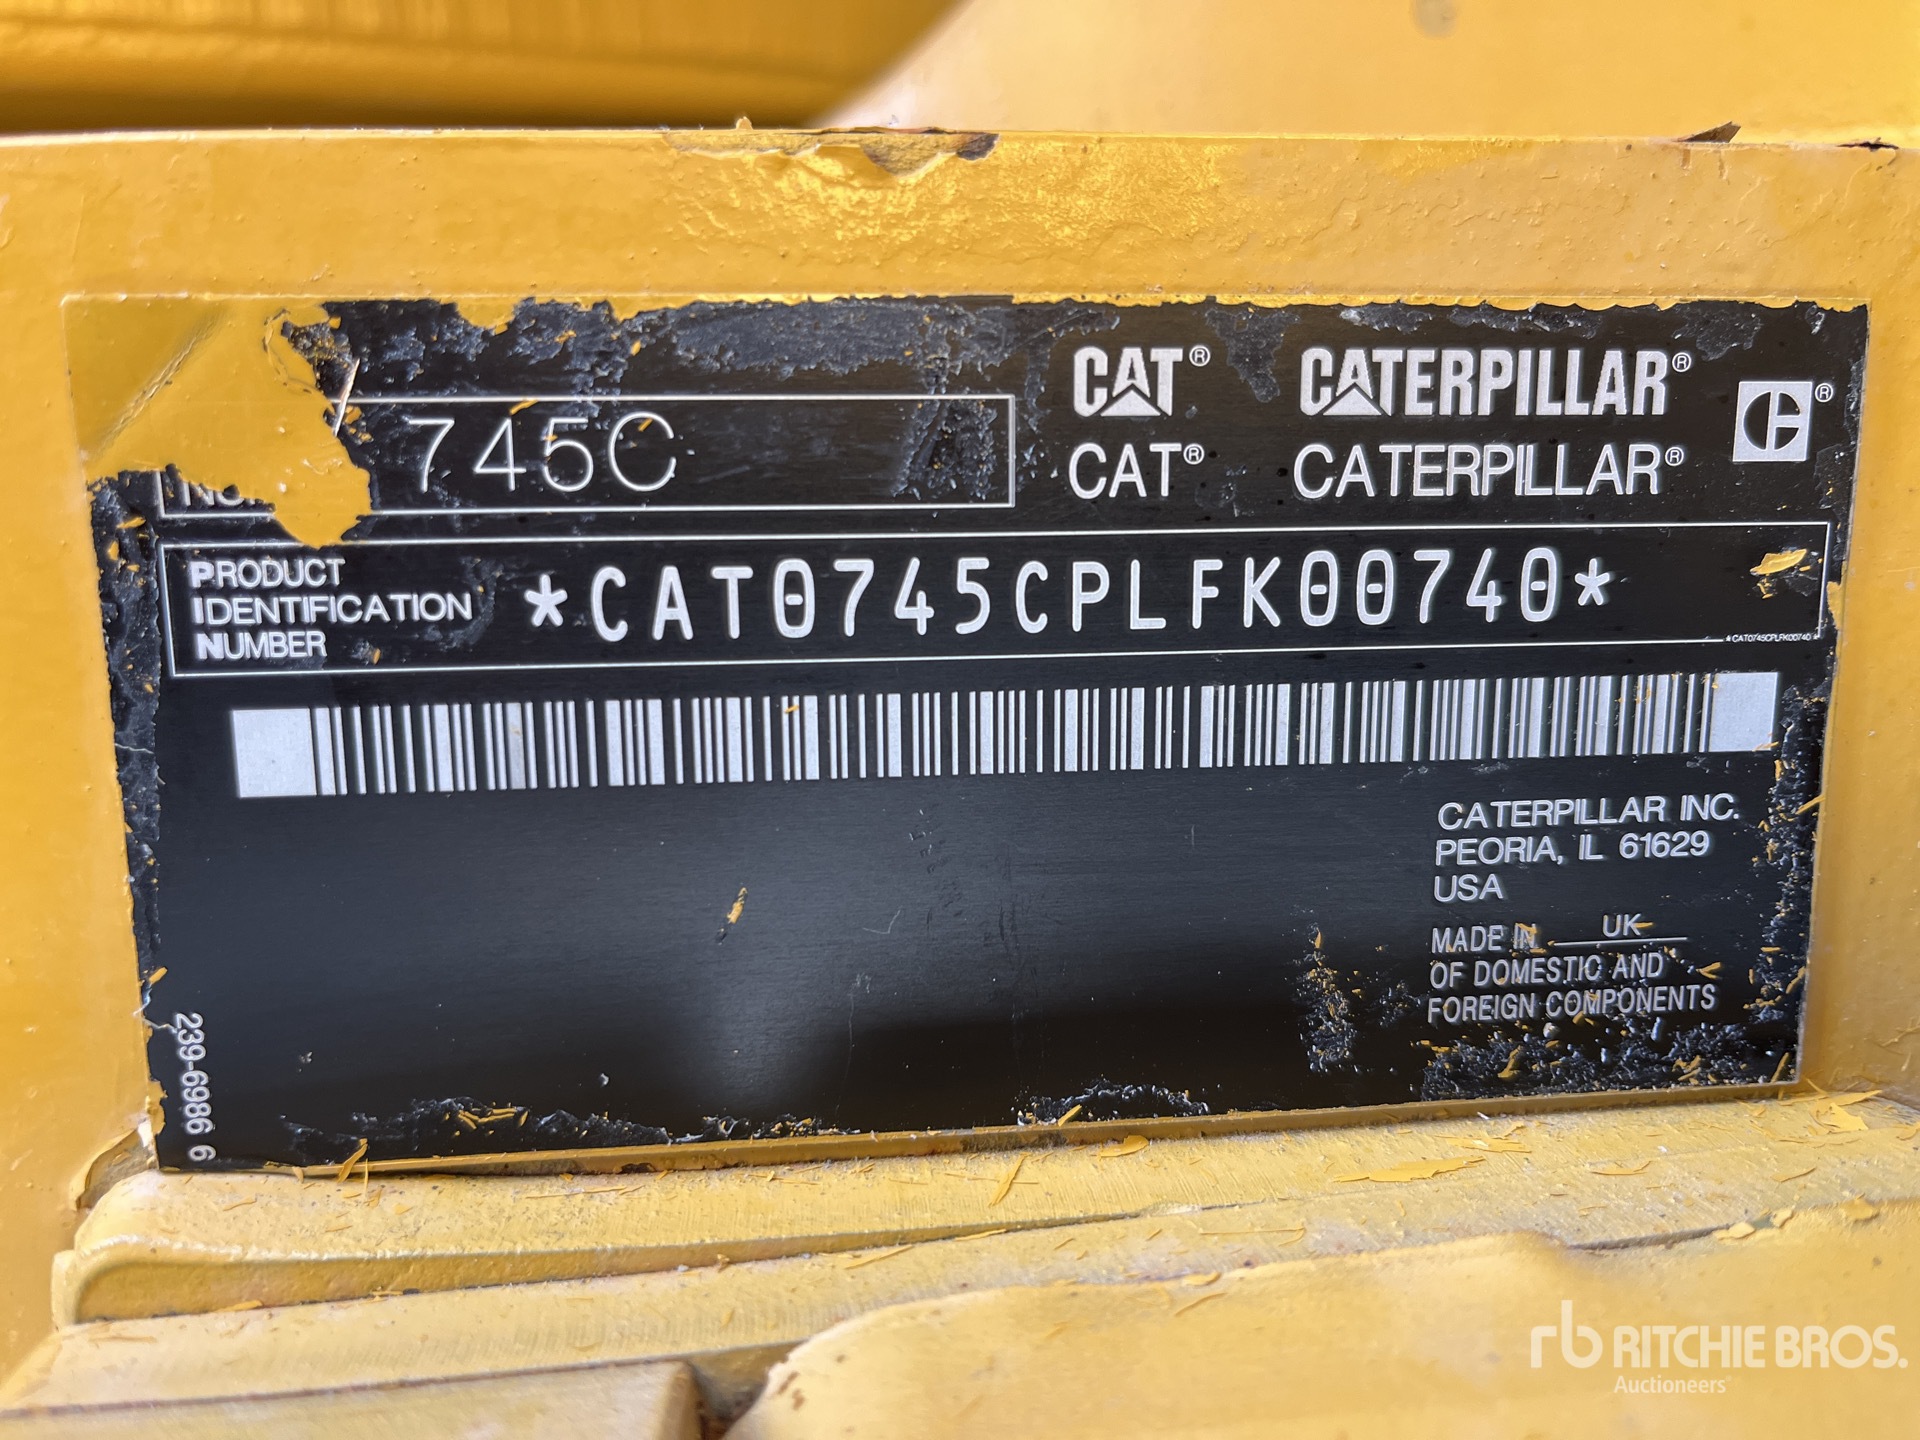 CAT® CATERPILLAR®
745C
CAT® CATERPILLAR®
PRODUCT
IDENTIFICATION
NUMBER
*CAT0745CPLFK00740*
*CAT0745CPLFK00740*
CATERPILLAR INC.
PEORIA, IL 61629
USA
MADE IN UK
OF DOMESTIC AND
FOREIGN COMPONENTS
239-6986 6
rb RITCHIE BROS.
Auctioneers